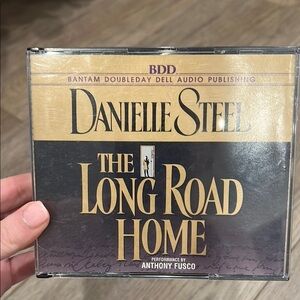 BDD
BANTAM DOUBLEDAY DELL AUDIO PUBLISHING
DANIELLE STEEL
THE
LONG ROAD
HOME
PERFORMANCE BY
ANTHONY FUSCO